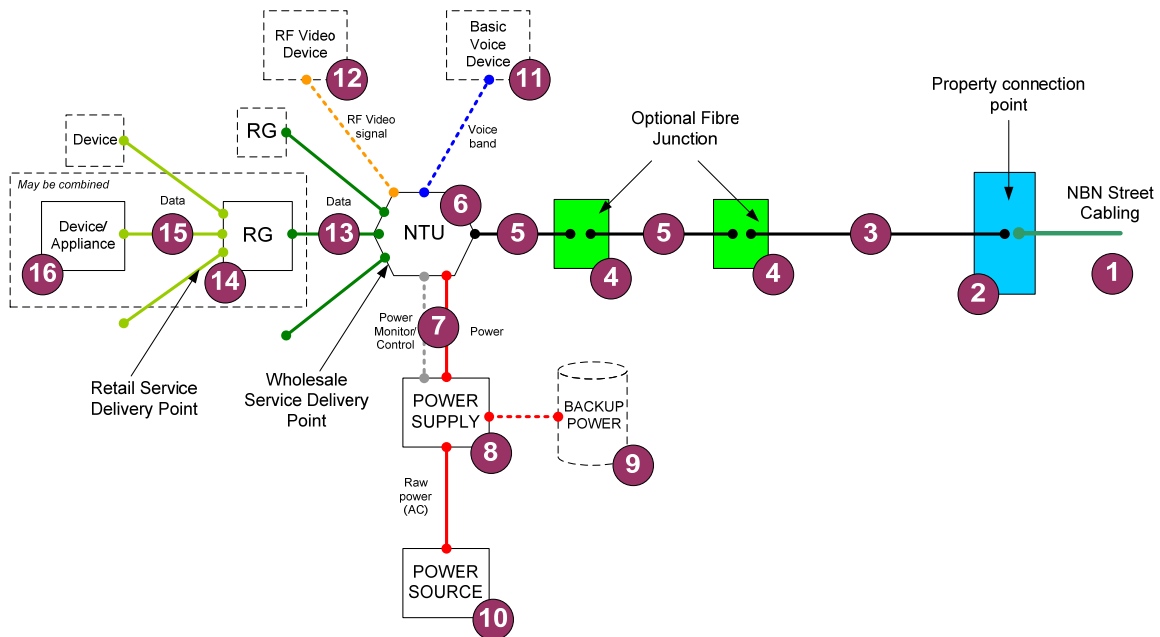 RF Video
Device
12
Basic
Voice
Device
11
Property connection
point
Optional Fibre
Junction
RF Video
signal
Voice
band
Device
RG
May be combined
NBN Street
Cabling
Data
Data
6
Device/
Appliance
15
RG
13
NTU
5
5
3
16
14
4
4
2
1
Power
Monitor/
Control
7
Power
Retail Service
Delivery Point
Wholesale
Service Delivery
Point
POWER
SUPPLY
8
BACKUP
POWER
9
Raw
power
(AC)
POWER
SOURCE
10